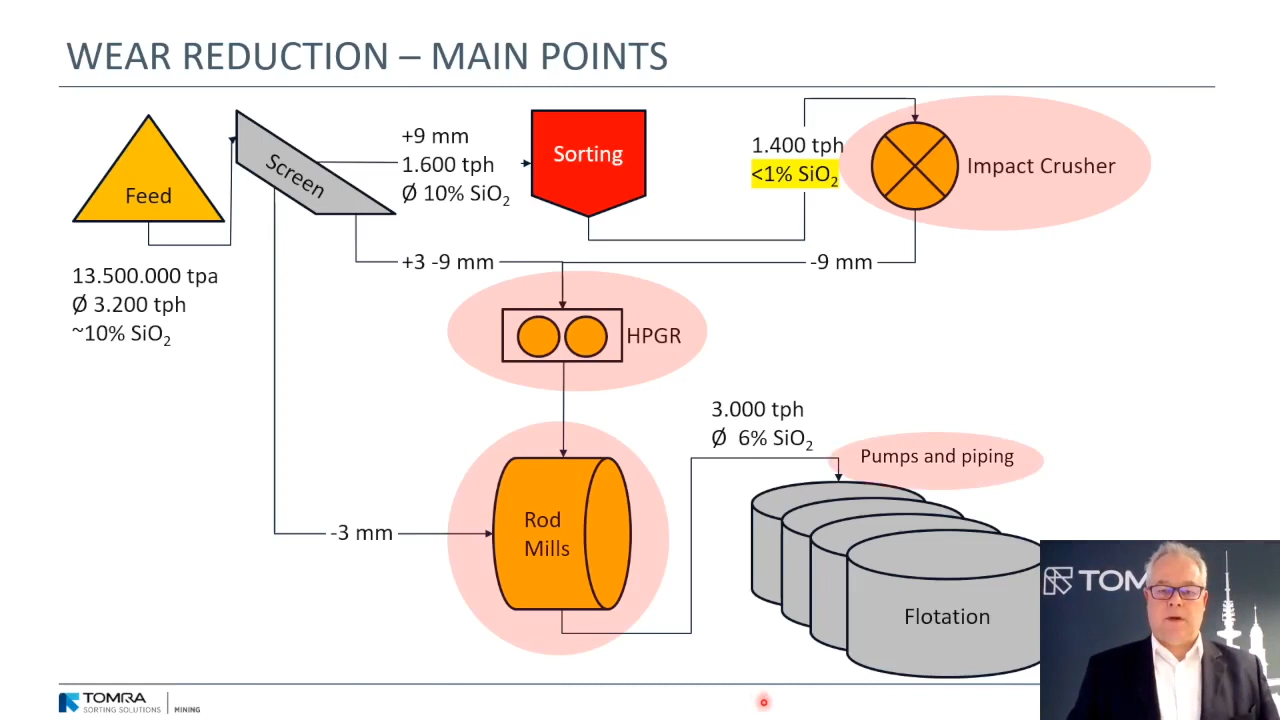 WEAR REDUCTION – MAIN POINTS
Feed
13.500.000 tpa
Ø 3.200 tph
~10% SiO2
Screen
+9 mm
1.600 tph
Ø 10% SiO2
Sorting
1.400 tph
<1% SiO2
Impact Crusher
+3 -9 mm
-9 mm
HPGR
-3 mm
Rod
Mills
3.000 tph
Ø 6% SiO2
Pumps and piping
Flotation
TOM
TOMRA
SORTING SOLUTIONS
MINING